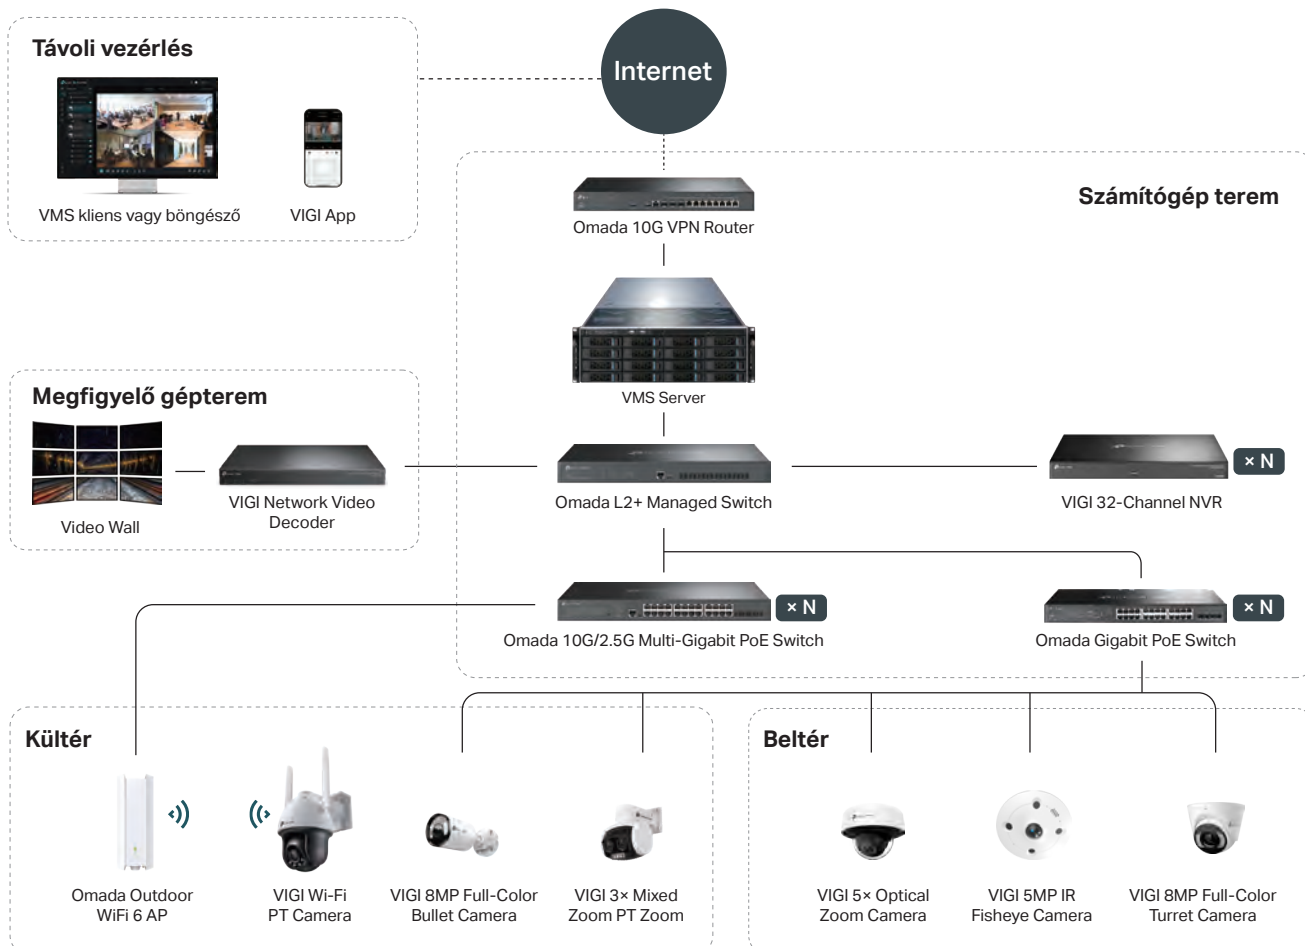 Távoli vezérlés
VMS kliens vagy böngésző
VIGI App
Internet
Számítógép terem
Omada 10G VPN Router
VMS Server
Megfigyelő gépterem
Video Wall
VIGI Network Video
Decoder
Omada L2+ Managed Switch
VIGI 32-Channel NVR
× N
Omada 10G/2.5G Multi-Gigabit PoE Switch
× N
Omada Gigabit PoE Switch
× N
Kültér
Omada Outdoor
WiFi 6 AP
VIGI Wi-Fi
PT Camera
VIGI 8MP Full-Color
Bullet Camera
VIGI 3× Mixed
Zoom PT Zoom
Beltér
VIGI 5× Optical
Zoom Camera
VIGI 5MP IR
Fisheye Camera
VIGI 8MP Full-Color
Turret Camera